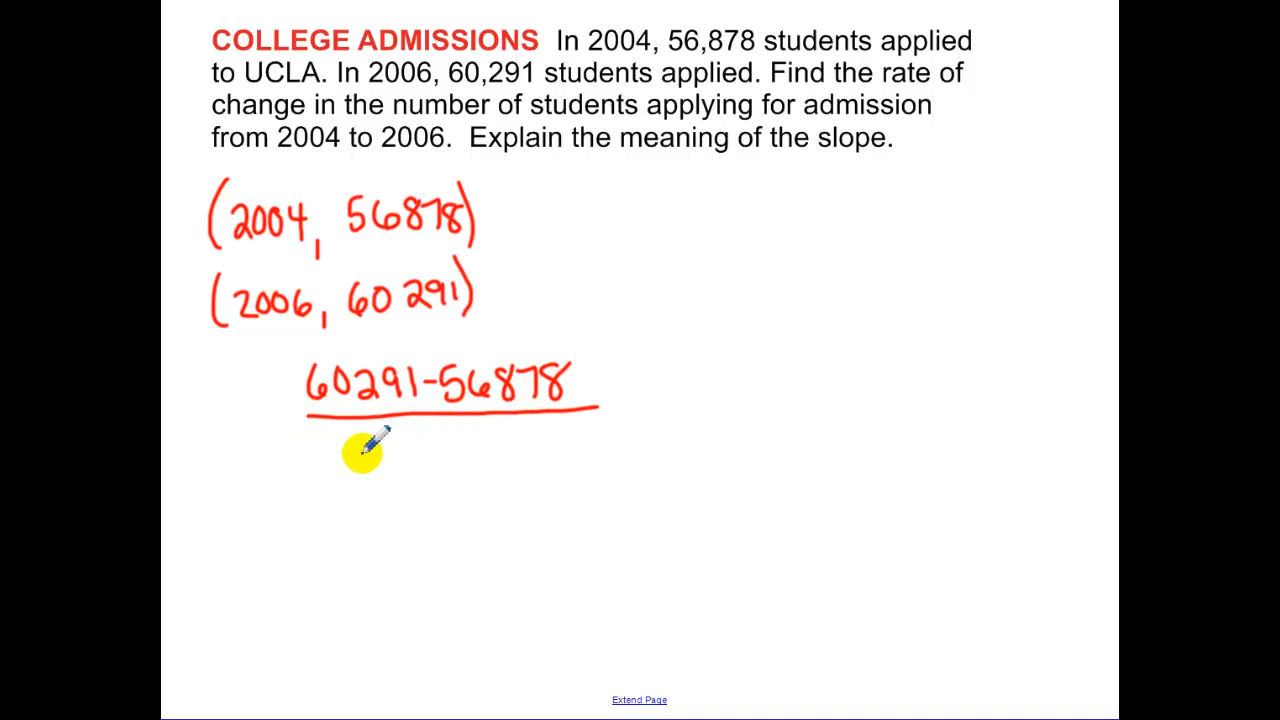 COLLEGE ADMISSIONS In 2004, 56,878 students applied
to UCLA. In 2006, 60,291 students applied. Find the rate of
change in the number of students applying for admission
from 2004 to 2006. Explain the meaning of the slope.
(2004, 56878)
(2006, 60291)
60291-56878
Extend Page